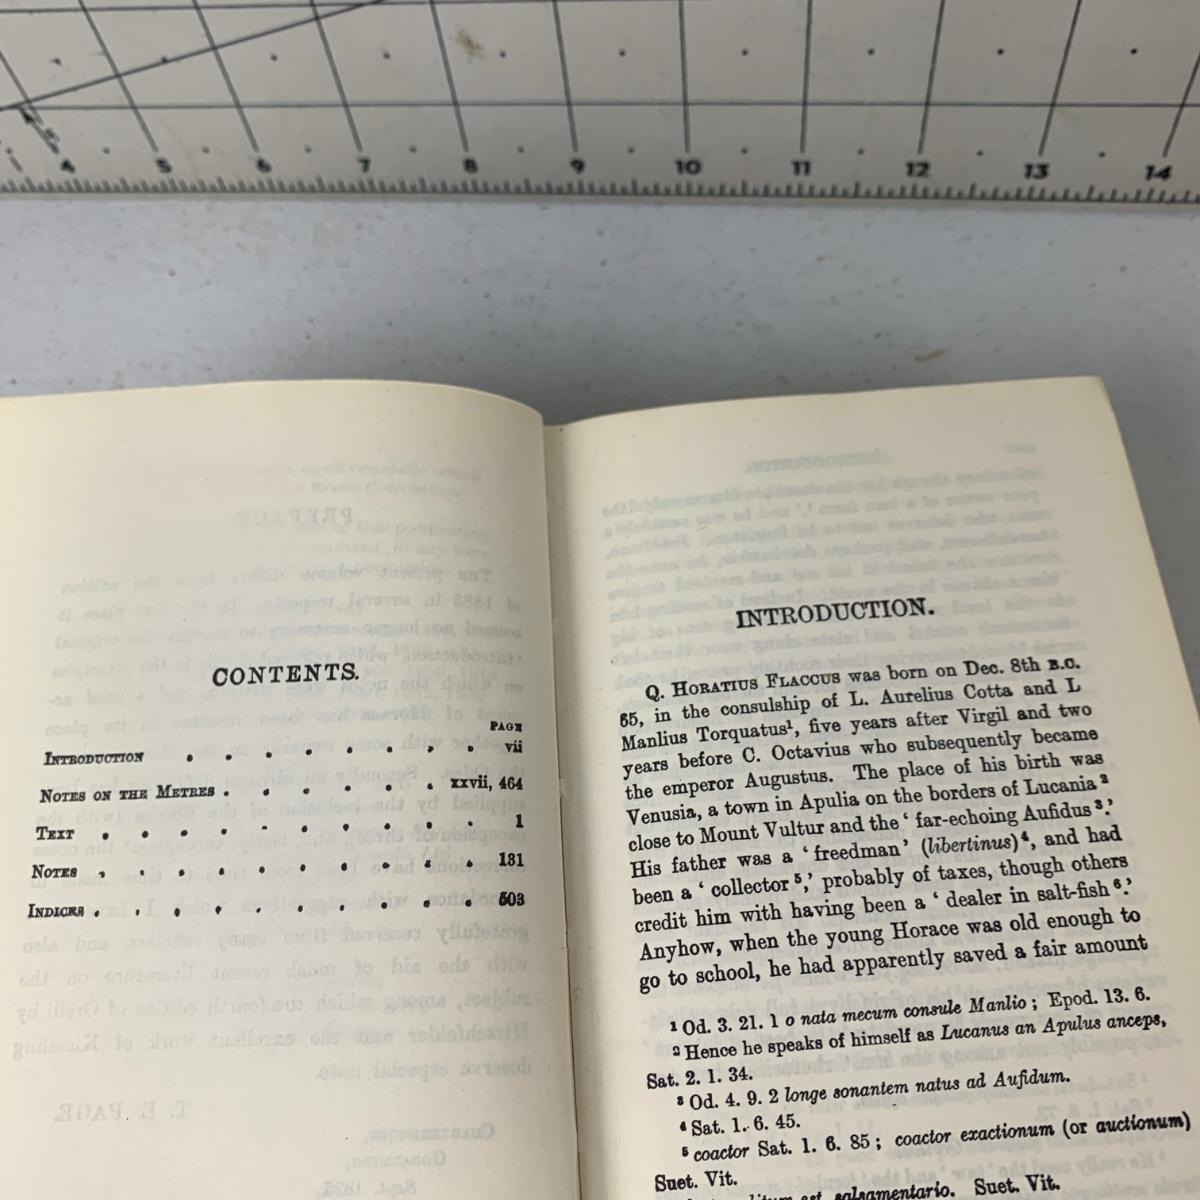 4 5 6 7 8 9 10 11 12 13 14
CONTENTS.
PAGE
INTRODUCTION . . . . . . . . vii
NOTES ON THE METRES . . . . . . xxvii, 464
TEXT . . . . . . . . . . 1
NOTES . . . . . . . . . . 131
INDICES . . . . . . . . . . 503
INTRODUCTION.
Q. HORATIUS FLACCUS was born on Dec. 8th B.C.
65, in the consulship of L. Aurelius Cotta and L
Manlius Torquatus¹, five years after Virgil and two
years before C. Octavius who subsequently became
the emperor Augustus. The place of his birth was
Venusia, a town in Apulia on the borders of Lucania²
close to Mount Vultur and the ‘ far-echoing Aufidus³.’
His father was a ‘ freedman’ (libertinus)⁴, and had
been a ‘ collector⁵,’ probably of taxes, though others
credit him with having been a ‘ dealer in salt-fish⁶.’
Anyhow, when the young Horace was old enough to
go to school, he had apparently saved a fair amount
¹ Od. 3. 21. 1 o nata mecum consule Manlio ; Epod. 13. 6.
² Hence he speaks of himself as Lucanus an Apulus anceps,
Sat. 2. 1. 34.
³ Od. 4. 9. 2 longe sonantem natus ad Aufidum.
⁴ Sat. 1. 6. 45.
⁵ coactor Sat. 1. 6. 85 ; coactor exactionum (or auctionum)
Suet. Vit.
est salsamentario. Suet. Vit.